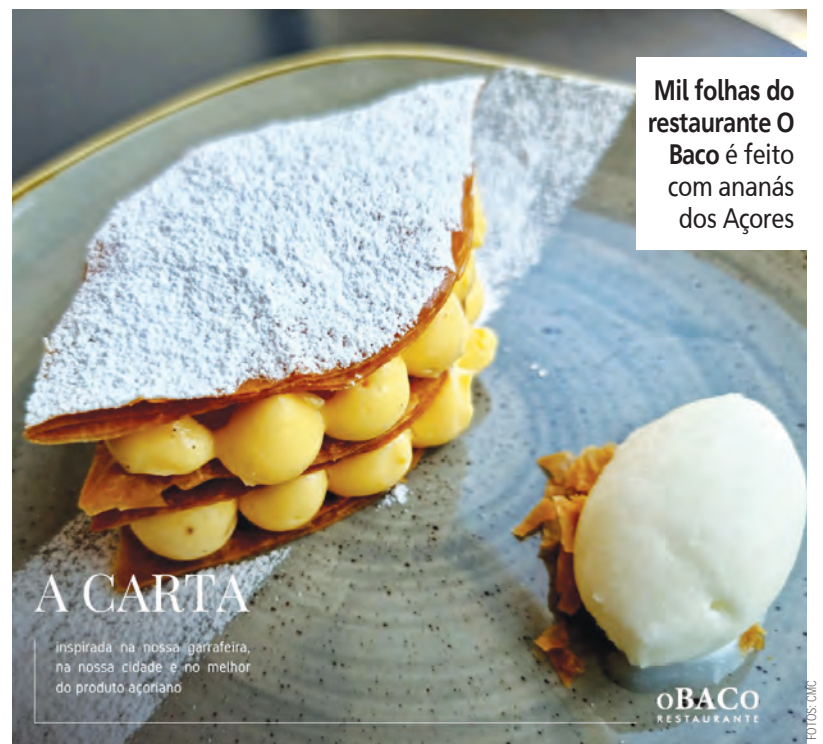 Mil folhas do
restaurante O
Baco é feito
com ananás
dos Açores
A CARTA
inspirada na nossa garrafeira,
na nossa cidade e no melhor
do produto açoriano
oBACo
RESTAURANTE
FOTOS: CMC